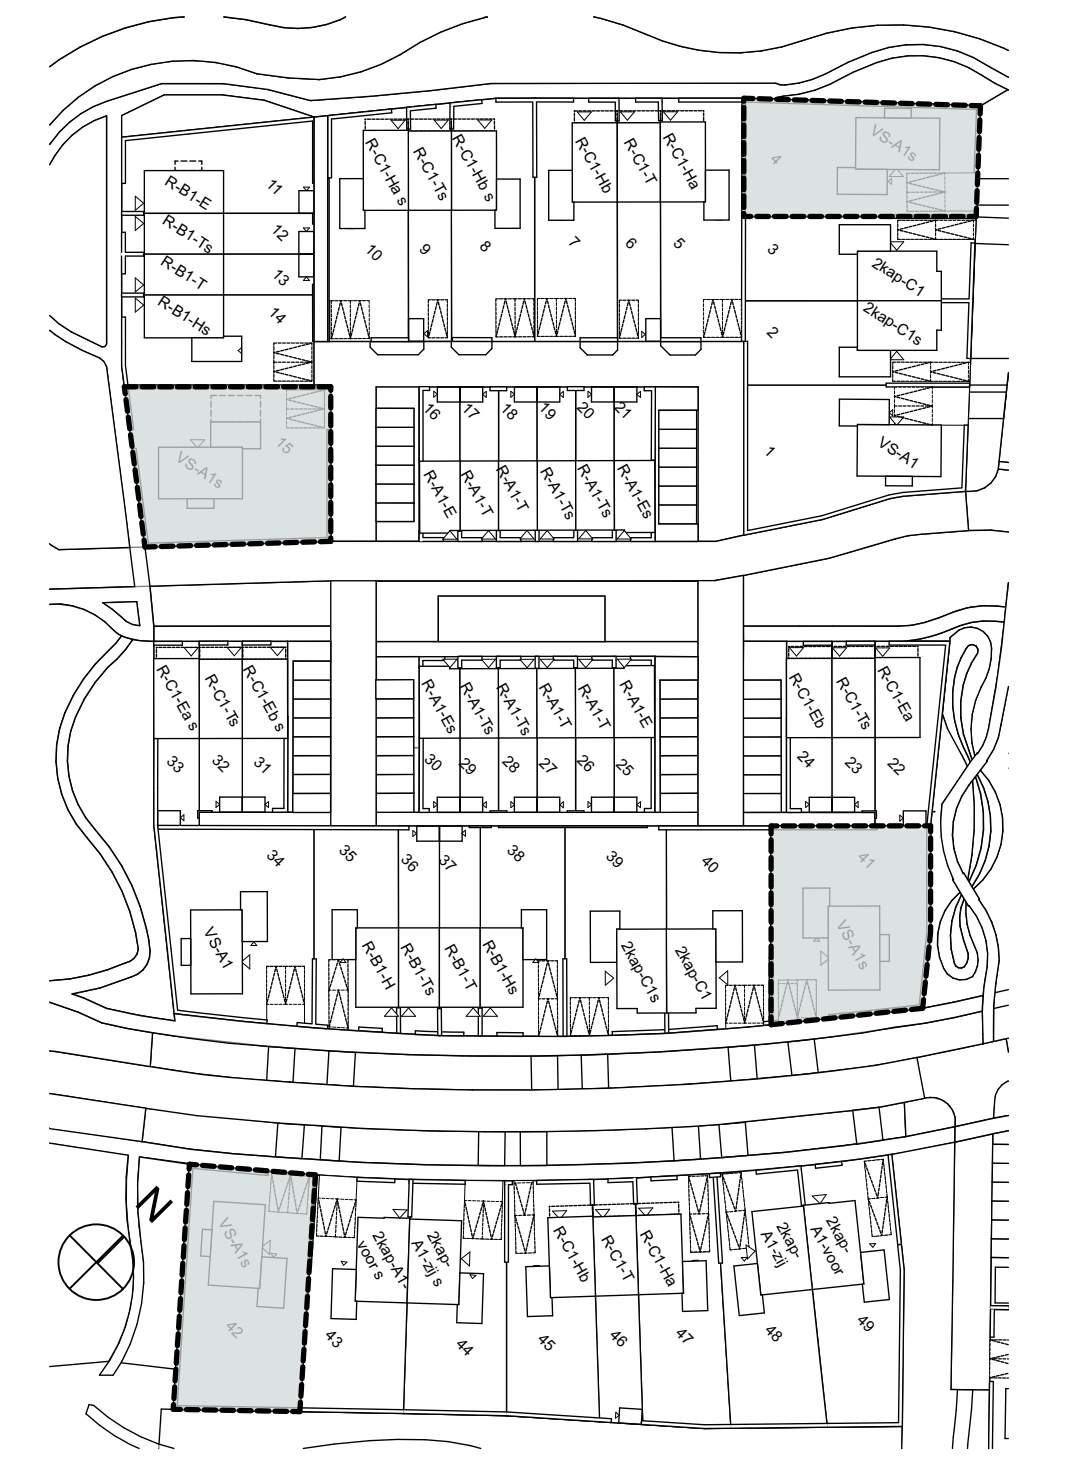 R-B1-E
11
R-B1-Ts
12
R-B1-T
13
R-B1-Hs
14
R-C1-Ha s
R-C1-Ts
R-C1-Hb s
10
9
8
R-C1-Hb
R-C1-T
R-C1-Ha
7
6
5
VS-A1s
4
3
2kap-C1
2
2kap-C1s
1
VS-A1
VS-A1s
15
16
17
18
19
20
21
R-A1-E
R-A1-T
R-A1-T
R-A1-Ts
R-A1-Ts
R-A1-Es
R-C1-Ea s
R-C1-Ts
R-C1-Eb s
33
32
31
R-A1-Es
R-A1-Ts
R-A1-Ts
R-A1-T
R-A1-T
R-A1-E
30
29
28
27
26
25
R-C1-Eb
R-C1-Ts
R-C1-Ea
24
23
22
34
35
36
37
38
39
40
41
VS-A1
R-B1-H
R-B1-Ts
R-B1-T
R-B1-Hs
2kap-C1s
2kap-C1
VS-A1s
N
VS-A1s
42
2kap-A1-
voor s
43
2kap-
A1-zij s
44
R-C1-Hb
R-C1-T
R-C1-Ha
45
46
47
2kap-
A1-zij
48
2kap-
A1-voor
49